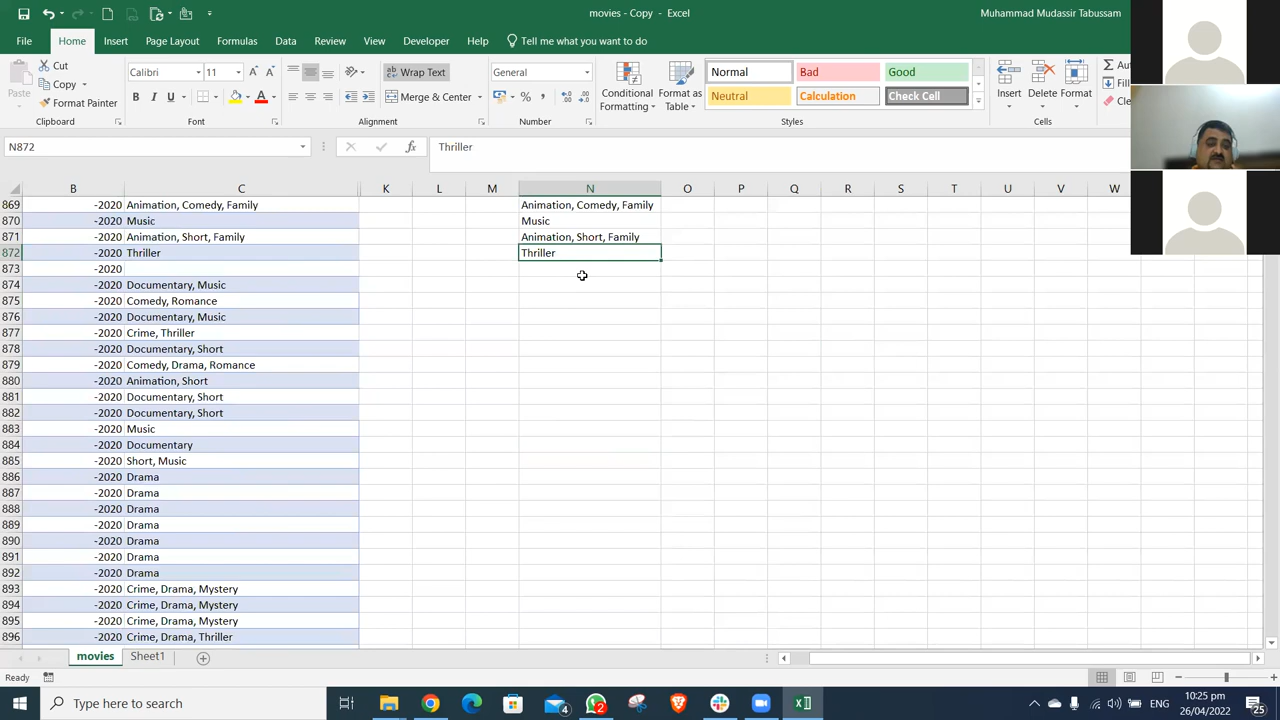 movies - Copy - Excel
Muhammad Mudassir Tabussam
File Home Insert Page Layout Formulas Data Review View Developer Help Tell me what you want to do
Paste
Cut
Copy
Format Painter
Clipboard
Calibri 11
B I U
Font
Wrap Text
Merge & Center
Alignment
General
Number
Conditional Formatting
Format as Table
Normal Bad Good
Neutral Calculation Check Cell
Styles
Insert Delete Format
Cells
Aut
Fill
Cle
N872 fx Thriller
B C K L M N O P Q R S T U V W
869 -2020 Animation, Comedy, Family Animation, Comedy, Family
870 -2020 Music Music
871 -2020 Animation, Short, Family Animation, Short, Family
872 -2020 Thriller Thriller
873 -2020
874 -2020 Documentary, Music
875 -2020 Comedy, Romance
876 -2020 Documentary, Music
877 -2020 Crime, Thriller
878 -2020 Documentary, Short
879 -2020 Comedy, Drama, Romance
880 -2020 Animation, Short
881 -2020 Documentary, Short
882 -2020 Documentary, Short
883 -2020 Music
884 -2020 Documentary
885 -2020 Short, Music
886 -2020 Drama
887 -2020 Drama
888 -2020 Drama
889 -2020 Drama
890 -2020 Drama
891 -2020 Drama
892 -2020 Drama
893 -2020 Crime, Drama, Mystery
894 -2020 Crime, Drama, Mystery
895 -2020 Crime, Drama, Mystery
896 -2020 Crime, Drama, Thriller
movies Sheet1
Ready
Type here to search
4
2
ENG
10:25 pm
26/04/2022
25